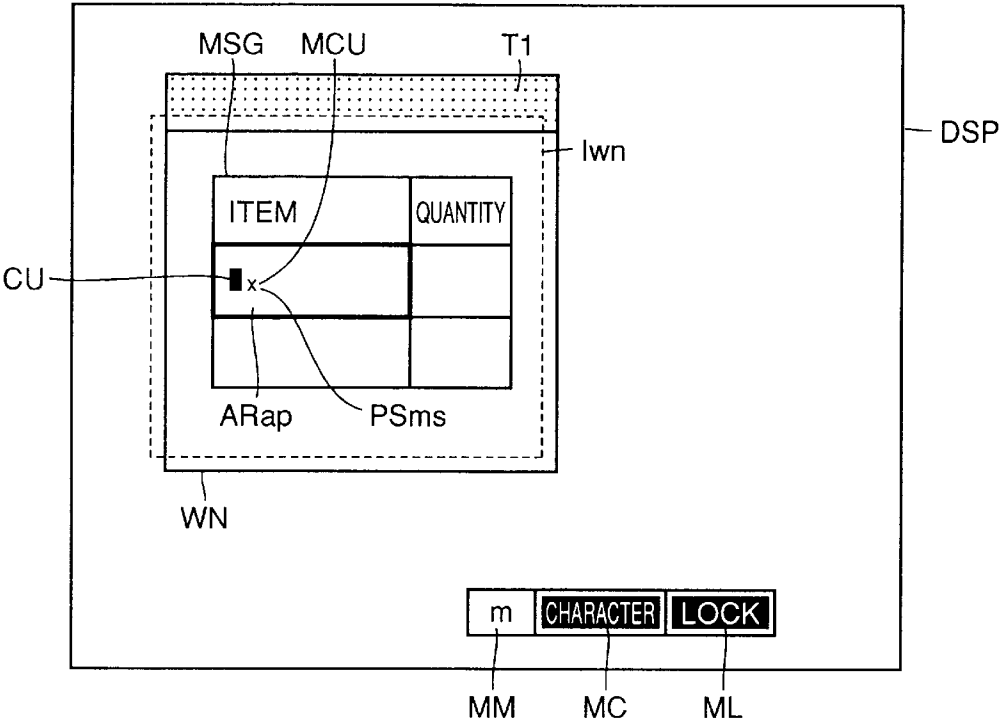 MSG MCU T1
DSP
Iwn
ITEM QUANTITY
CU
x
ARap PSms
WN
m CHARACTER LOCK
MM MC ML